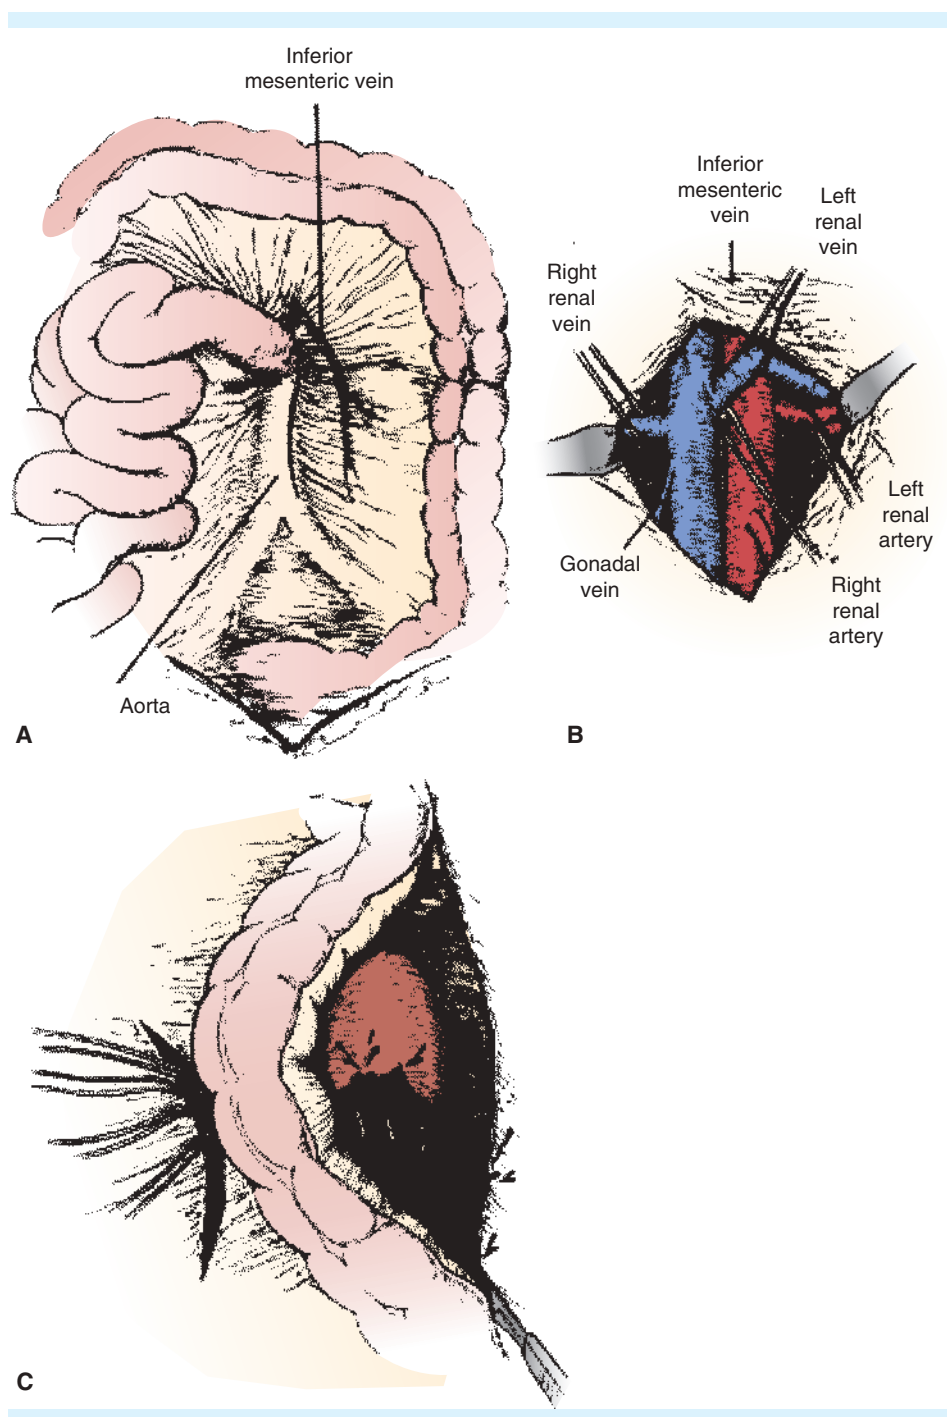 Inferior
mesenteric vein
Aorta
A
Inferior
mesenteric
vein
Left
renal
vein
Right
renal
vein
Left
renal
artery
Gonadal
vein
Right
renal
artery
B
C